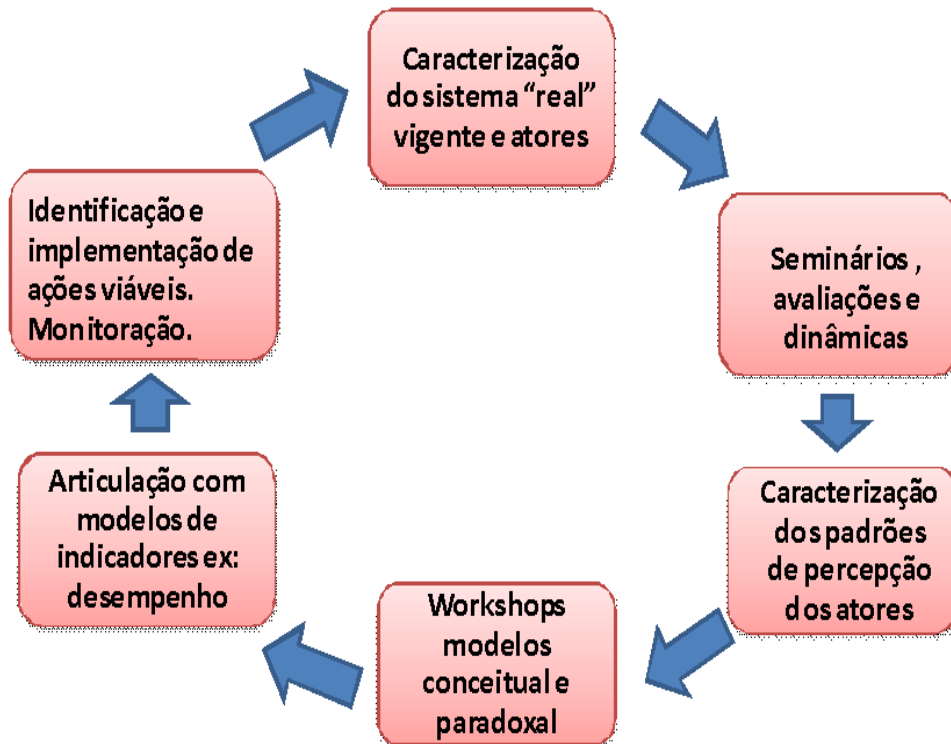 Caracterização
do sistema “real”
vigente e atores
Seminários ,
avaliações e
dinâmicas
Caracterização
dos padrões
de percepção
dos atores
Workshops
modelos
conceitual e
paradoxal
Articulação com
modelos de
indicadores ex:
desempenho
Identificação e
implementação de
ações viáveis.
Monitoração.